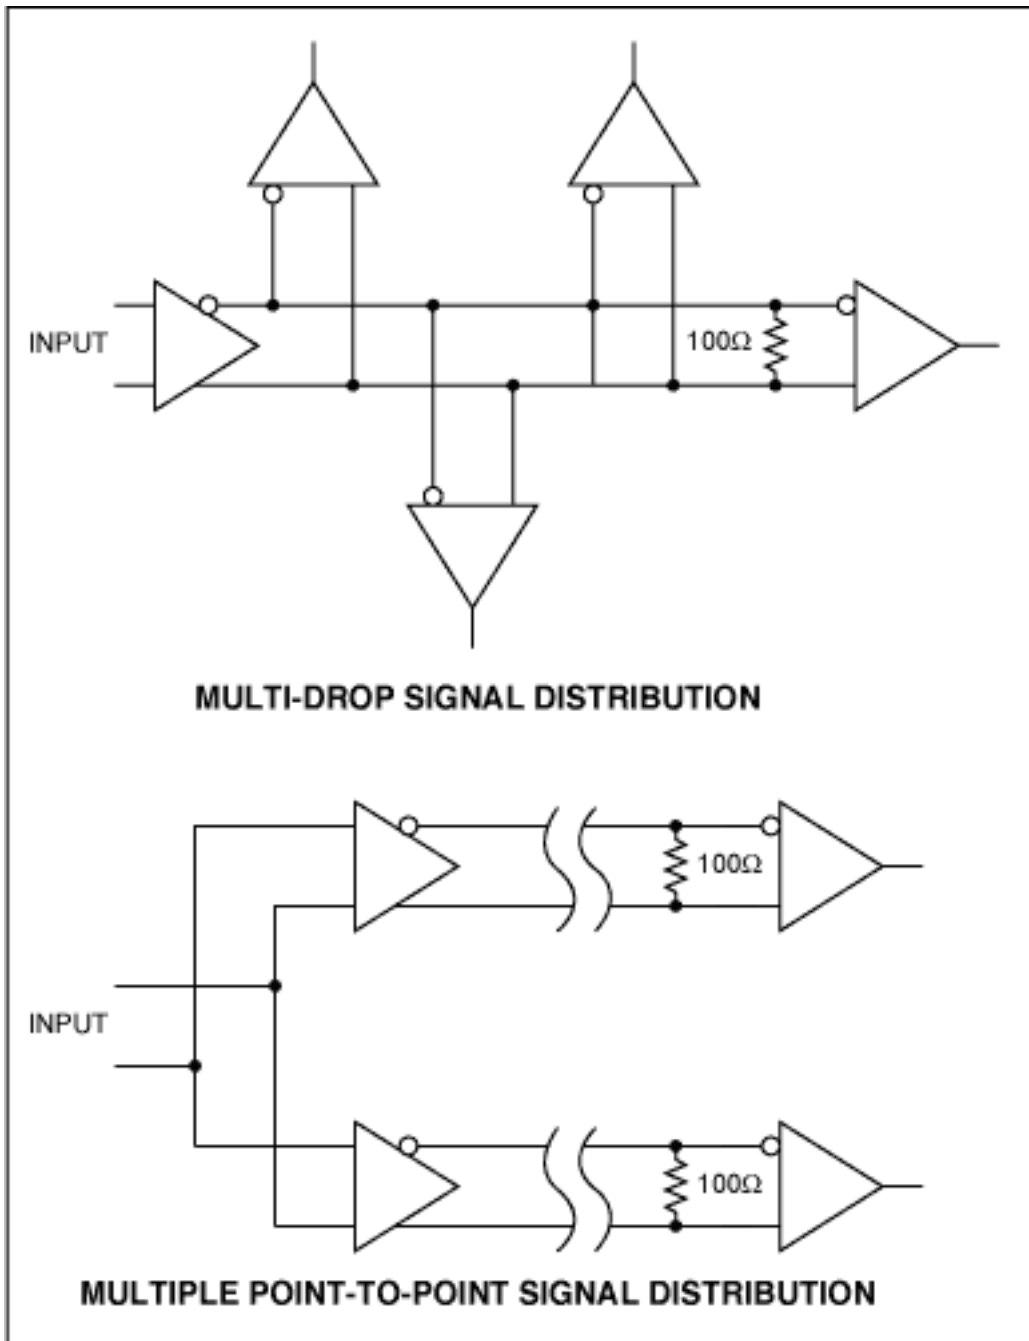 INPUT
100Ω
MULTI-DROP SIGNAL DISTRIBUTION
100Ω
INPUT
100Ω
MULTIPLE POINT-TO-POINT SIGNAL DISTRIBUTION